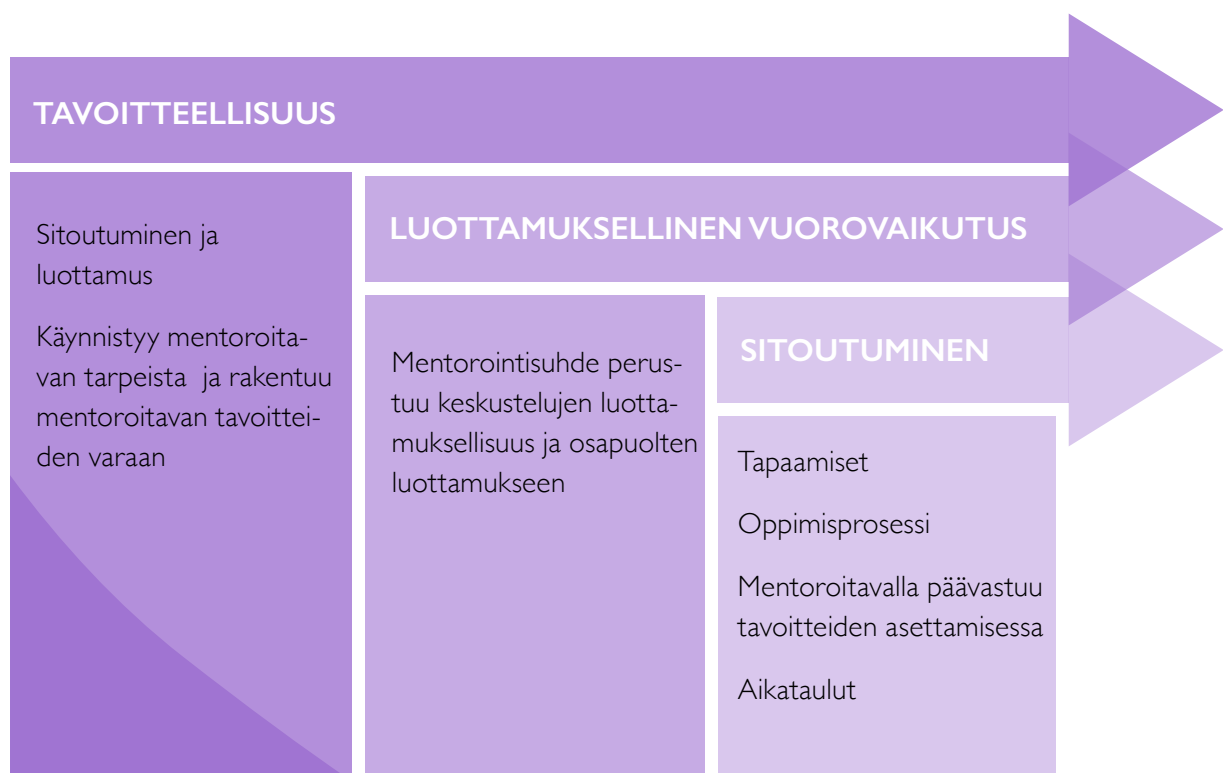 TAVOITTEELLISUUS
Sitoutuminen ja
luottamus
Käynnistyy mentoroita-
van tarpeista ja rakentuu
mentoroitavan tavoittei-
den varaan
LUOTTAMUKSELLINEN VUOROVAIKUTUS
Mentorointisuhde perus-
tuu keskustelujen luotta-
muksellisuus ja osapuolten
luottamukseen
SITOUTUMINEN
Tapaamiset
Oppimisprosessi
Mentoroitavalla päävastuu
tavoitteiden asettamisessa
Aikataulut